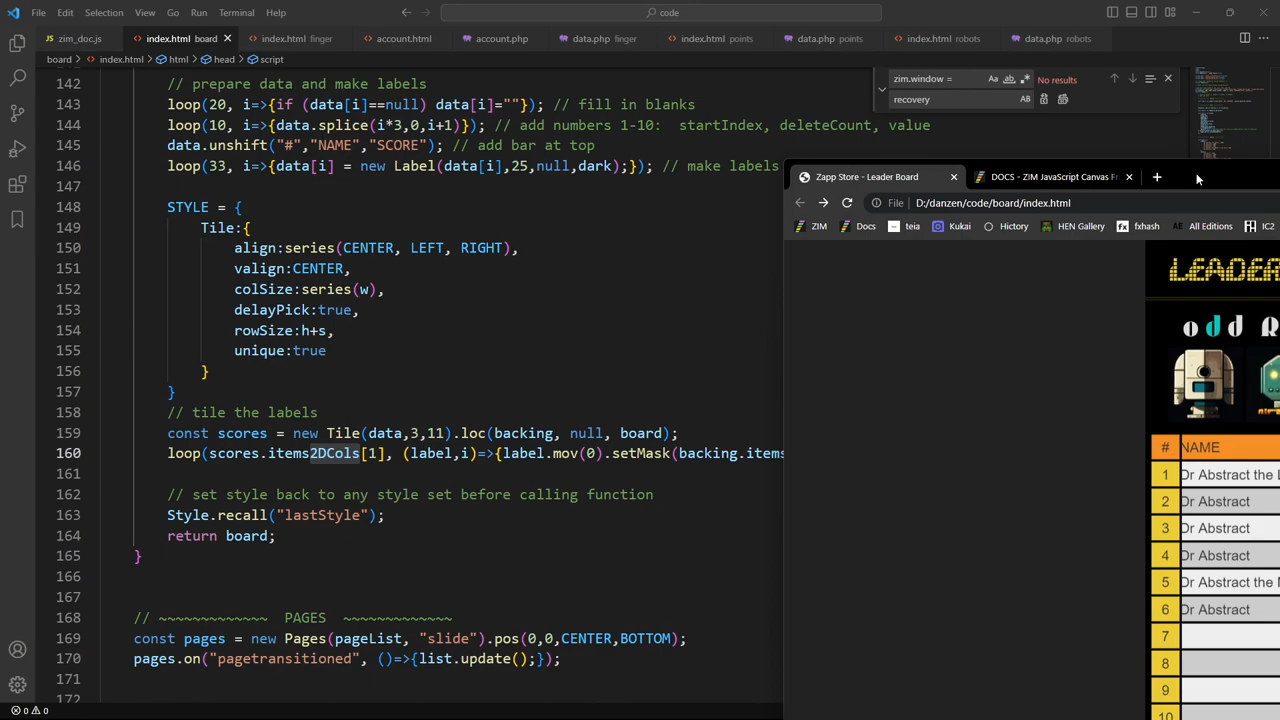 File Edit Selection View Go Run Terminal Help
code
zim_doc.js
index.html board
index.html finger
account.html
account.php
data.php finger
index.html points
data.php points
index.html robots
data.php robots
board > index.html > html > head > script
142 // prepare data and make labels
143 loop(20, i=>{if (data[i]==null) data[i]=""}); // fill in blanks
144 loop(10, i=>{data.splice(i*3,0,i+1)}); // add numbers 1-10: startIndex, deleteCount, value
145 data.unshift("#","NAME","SCORE"); // add bar at top
146 loop(33, i=>{data[i] = new Label(data[i],25,null,dark);}); // make labels
147
148 STYLE = {
149 Tile:{
150 align:series(CENTER, LEFT, RIGHT),
151 valign:CENTER,
152 colSize:series(w),
153 delayPick:true,
154 rowSize:h+s,
155 unique:true
156 }
157 }
158 // tile the labels
159 const scores = new Tile(data,3,11).loc(backing, null, board);
160 loop(scores.items2DCols[1], (label,i)=>{label.mov(0).setMask(backing.items
161
162 // set style back to any style set before calling function
163 Style.recall("lastStyle");
164 return board;
165 }
166
167
168 // ~~~~~~~~~~~~~ PAGES ~~~~~~~~~~~~~
169 const pages = new Pages(pageList, "slide").pos(0,0,CENTER,BOTTOM);
170 pages.on("pagetransitioned", ()=>{list.update();});
171
172
zim.window =
Aa ab .*
No results
recovery
AB
Zapp Store - Leader Board
DOCS - ZIM JavaScript Canvas F
File D:/danzen/code/board/index.html
ZIM Docs teia Kukai History HEN Gallery fxhash All Editions IC2
LEADER
odd R
# NAME
1 Dr Abstract the
2 Dr Abstract
3 Dr Abstract
4 Dr Abstract
5 Dr Abstract the
6 Dr Abstract
7
8
9
10
0 0